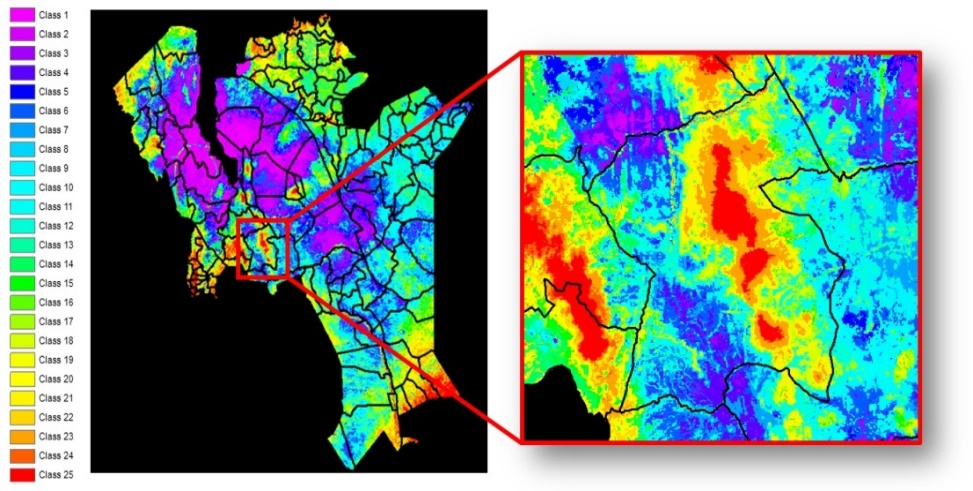 Class 1
Class 2
Class 3
Class 4
Class 5
Class 6
Class 7
Class 8
Class 9
Class 10
Class 11
Class 12
Class 13
Class 14
Class 15
Class 16
Class 17
Class 18
Class 19
Class 20
Class 21
Class 22
Class 23
Class 24
Class 25